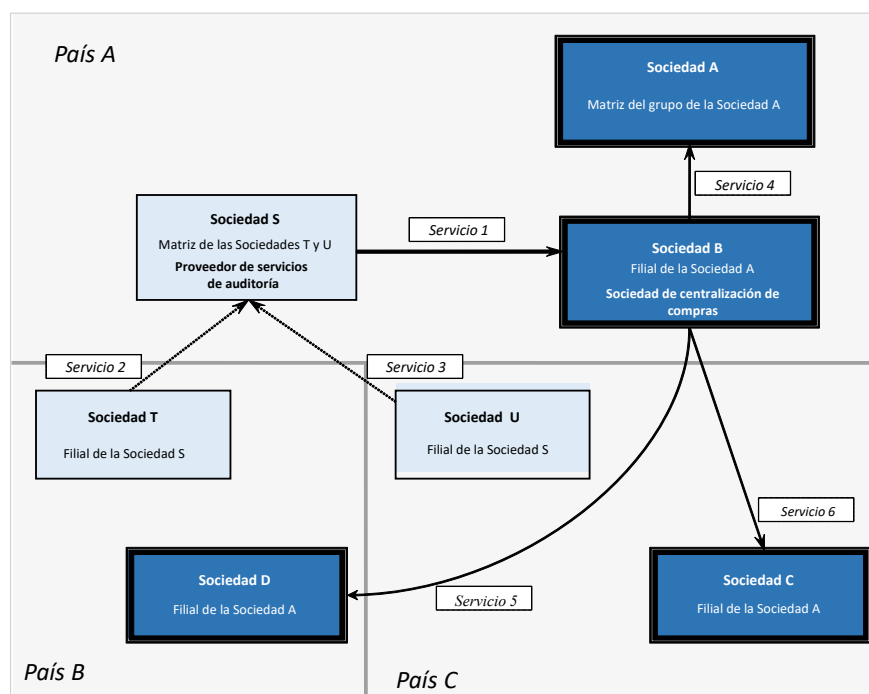 País A
Sociedad A
Matriz del grupo de la Sociedad A
Servicio 4
Sociedad S
Matriz de las Sociedades T y U
Proveedor de servicios
de auditoría
Servicio 1
Sociedad B
Filial de la Sociedad A
Sociedad de centralización de
compras
Servicio 2
Servicio 3
Sociedad T
Filial de la Sociedad S
Sociedad U
Filial de la Sociedad S
Servicio 6
Sociedad D
Filial de la Sociedad A
Servicio 5
Sociedad C
Filial de la Sociedad A
País B
País C